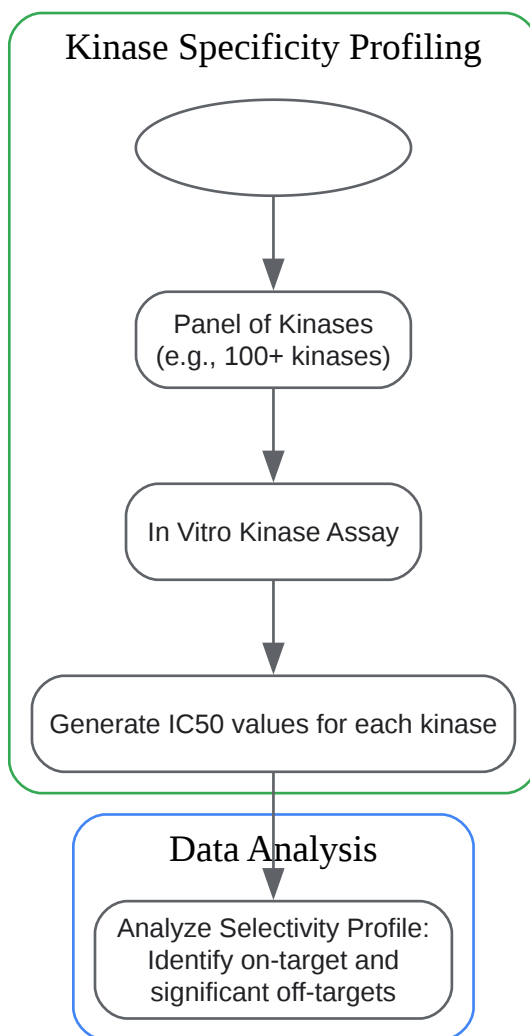 Kinase Specificity Profiling
Panel of Kinases
(e.g., 100+ kinases)
In Vitro Kinase Assay
Generate IC50 values for each kinase
Data Analysis
Analyze Selectivity Profile:
Identify on-target and
significant off-targets